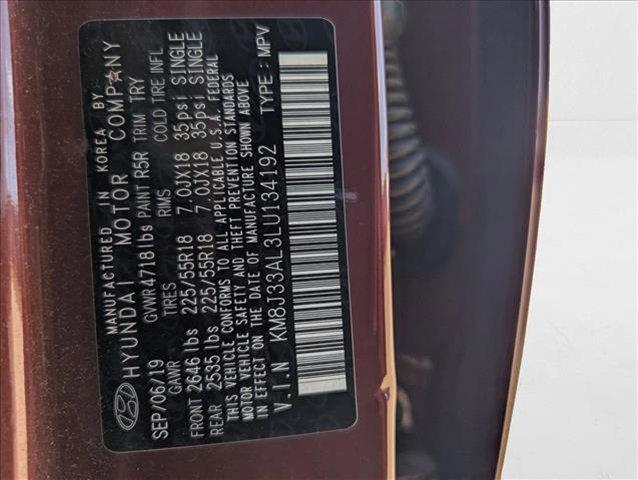 MANUFACTURED IN KOREA BY:
HYUNDAI MOTOR COMPANY
SEP/06/19 GVWR 4718lbs PAINT R5R TRIM TRY
GAWR TIRES RIMS COLD TIRE INFL
FRONT 2646 lbs 225/55R18 7.0JX18 35psi SINGLE
REAR 2535 lbs 225/55R18 7.0JX18 35psi SINGLE
THIS VEHICLE CONFORMS TO ALL APPLICABLE U.S.A. FEDERAL
MOTOR VEHICLE SAFETY AND THEFT PREVENTION STANDARDS
IN EFFECT ON THE DATE OF MANUFACTURE SHOWN ABOVE
V.I.N KM8J33AL3LU134192 TYPE : MPV